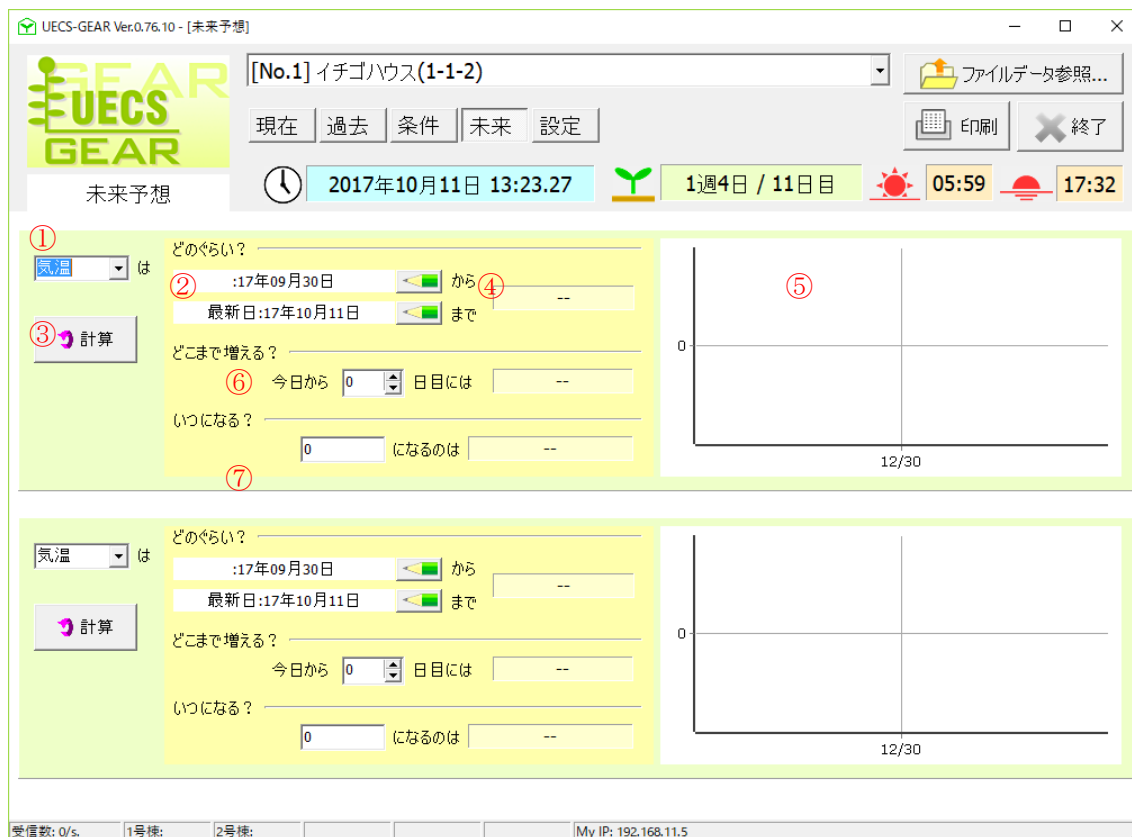 UECS-GEAR Ver.0.76.10 - [未来予想]
GEAR
UECS
GEAR
未来予想
[No.1] イチゴハウス(1-1-2)
ファイルデータ参照...
現在 過去 条件 未来 設定
印刷 終了
2017年10月11日 13:23.27
1週4日 / 11日目
05:59
17:32
①
気温 は
③ 計算
どのぐらい?
② :17年09月30日 から ④
最新日:17年10月11日 まで
--
どこまで増える?
⑥ 今日から 0 日目には --
いつになる?
0 になるのは --
⑦
⑤
0
12/30
気温 は
計算
どのぐらい?
:17年09月30日 から
最新日:17年10月11日 まで
--
どこまで増える?
今日から 0 日目には --
いつになる?
0 になるのは --
0
12/30
受信数: 0/s. 1号棟: 2号棟: My IP: 192.168.11.5